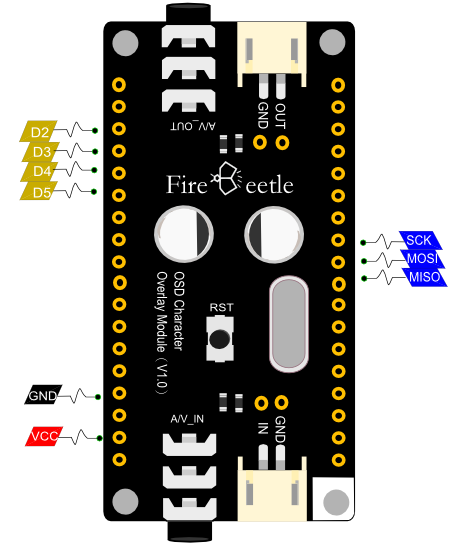 A/V_OUT
GND
OUT
D2
D3
D4
D5
Fire eetle
SCK
MOSI
MISO
OSD Character
Overlay Module（V1.0）
RST
GND
VCC
A/V_IN
IN
GND